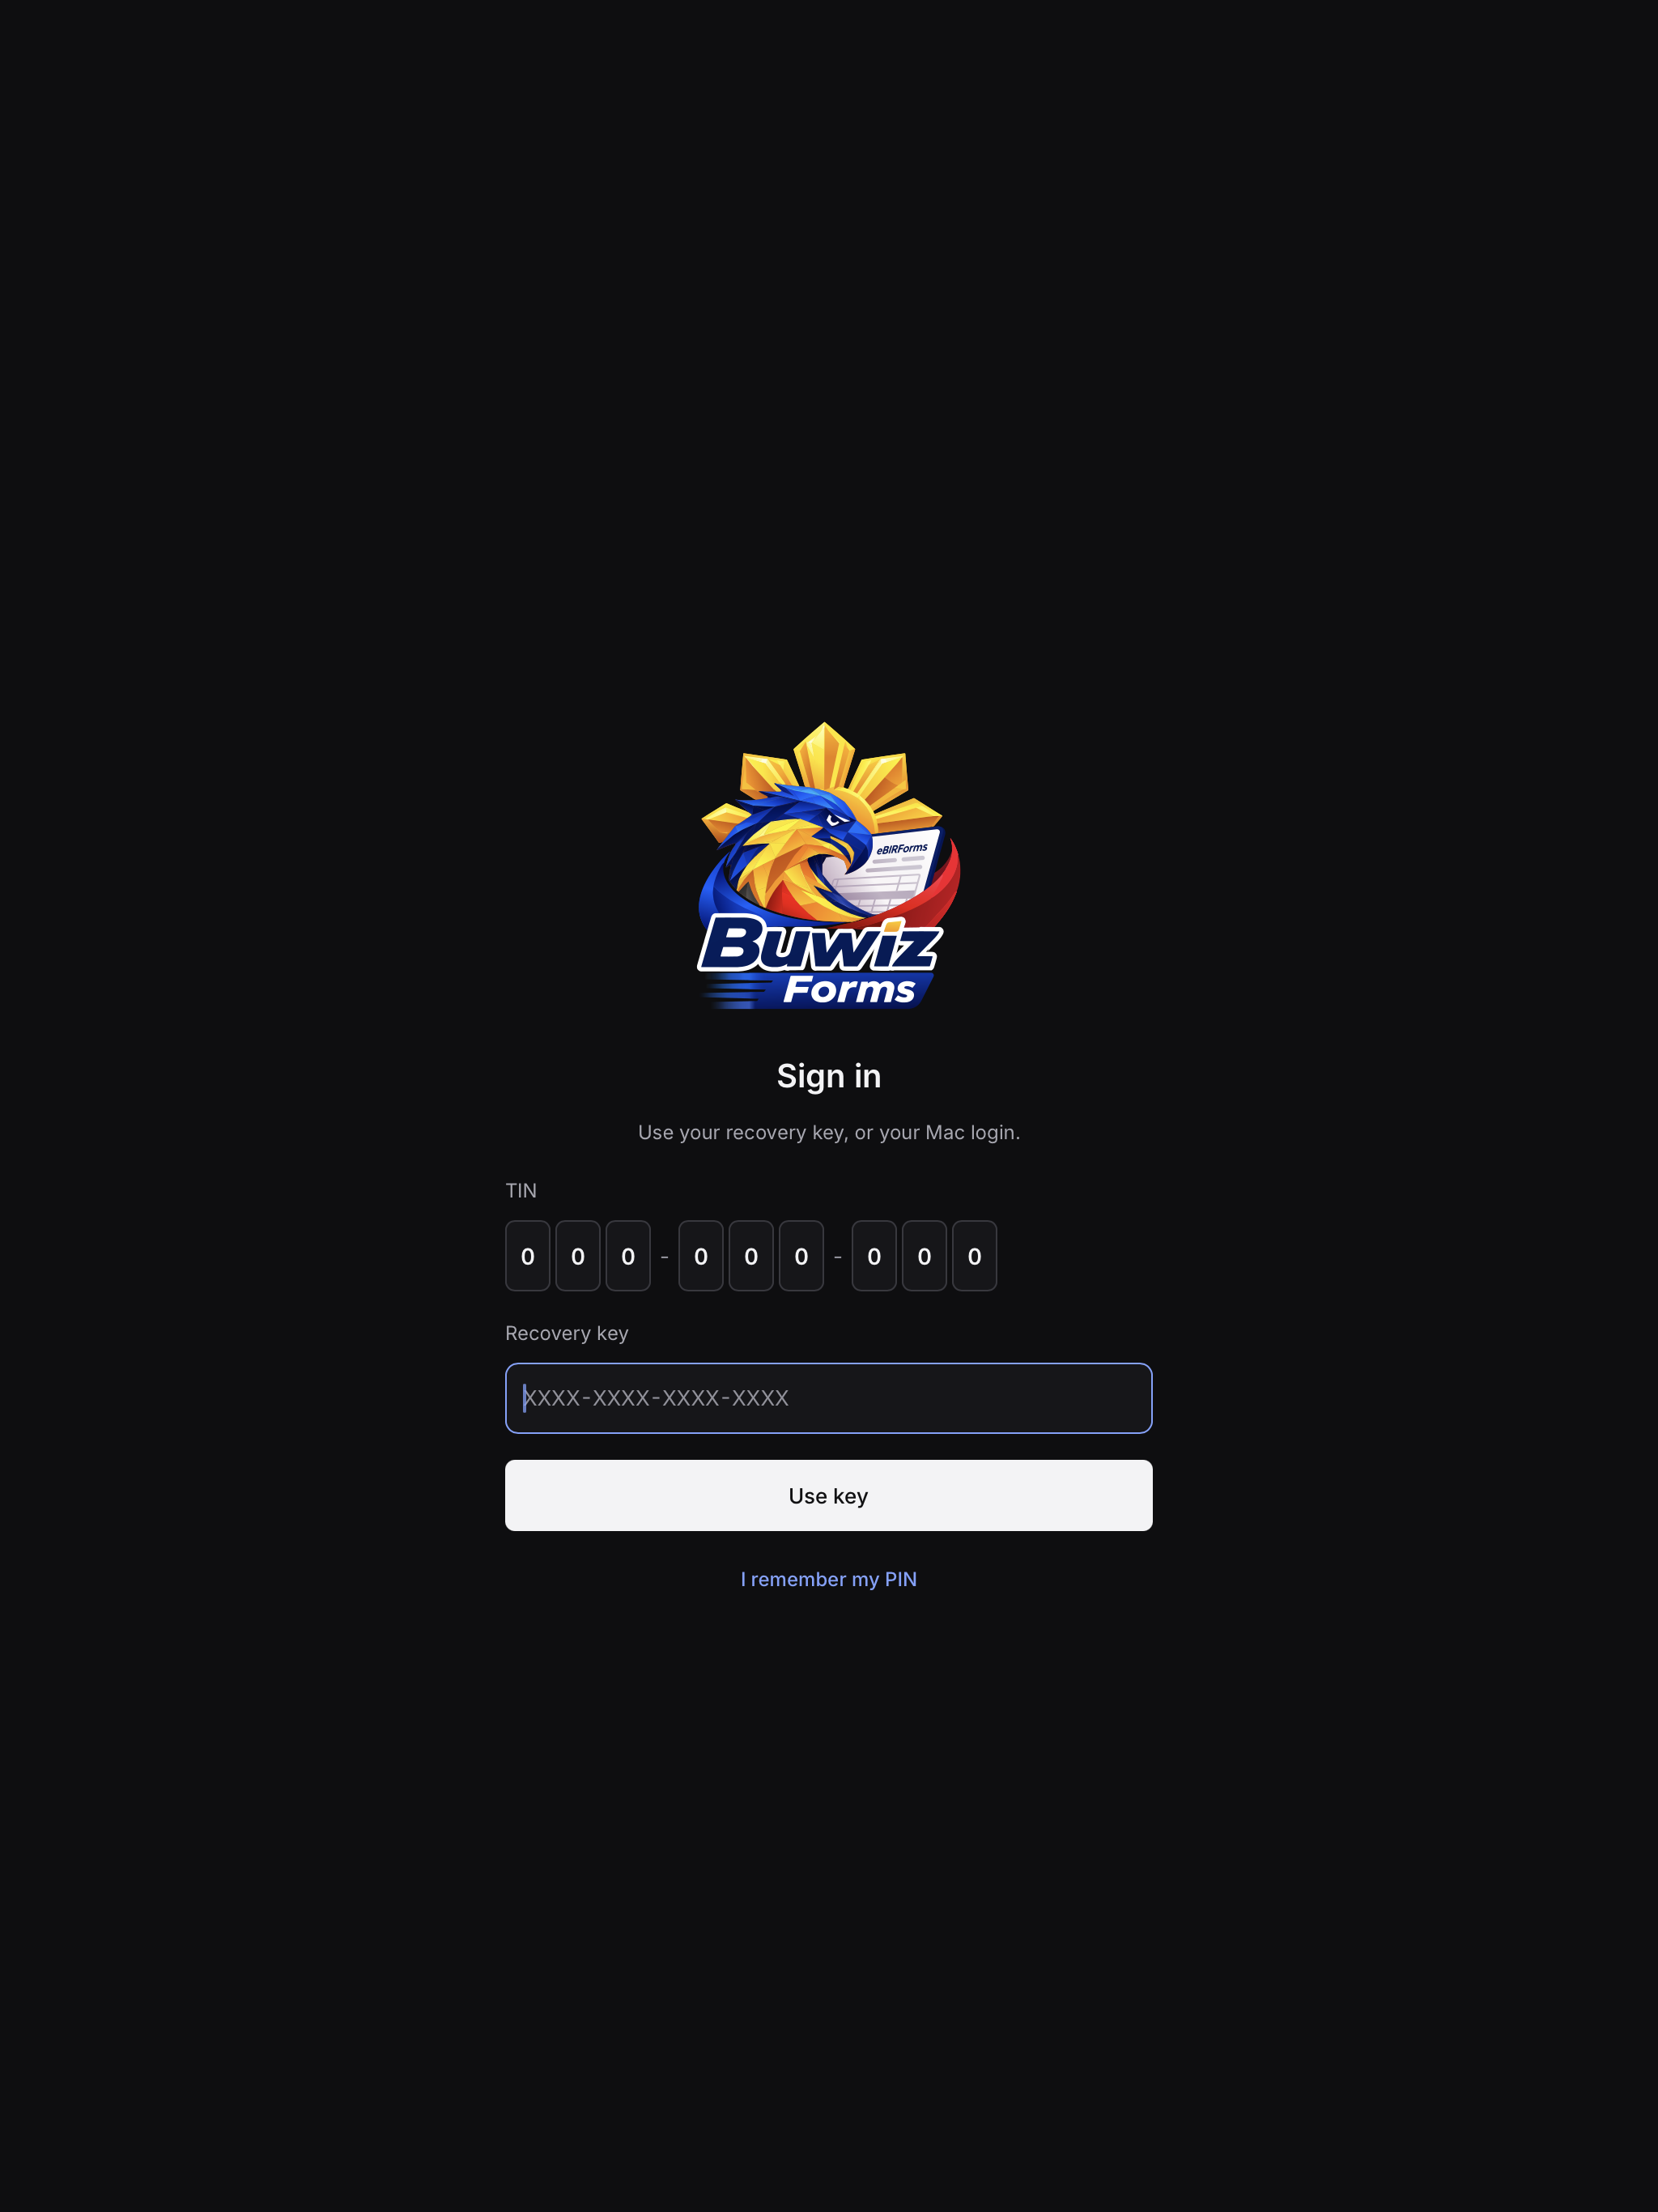 eBIRForms
Buwiz
Forms
Sign in
Use your recovery key, or your Mac login.
TIN
0 0 0 - 0 0 0 - 0 0 0
Recovery key
XXXX-XXXX-XXXX-XXXX
Use key
I remember my PIN